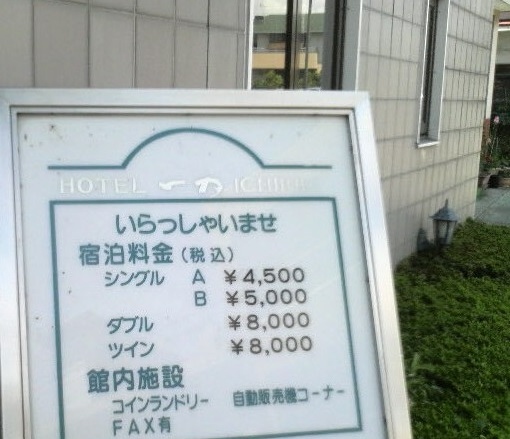 HOTEL 一
いらっしゃいませ
宿泊料金(税込)
シングル A ¥4,500
B ¥5,000
ダブル ¥8,000
ツイン ¥8,000
館内施設
コインランドリー 自動販売機コーナー
FAX有